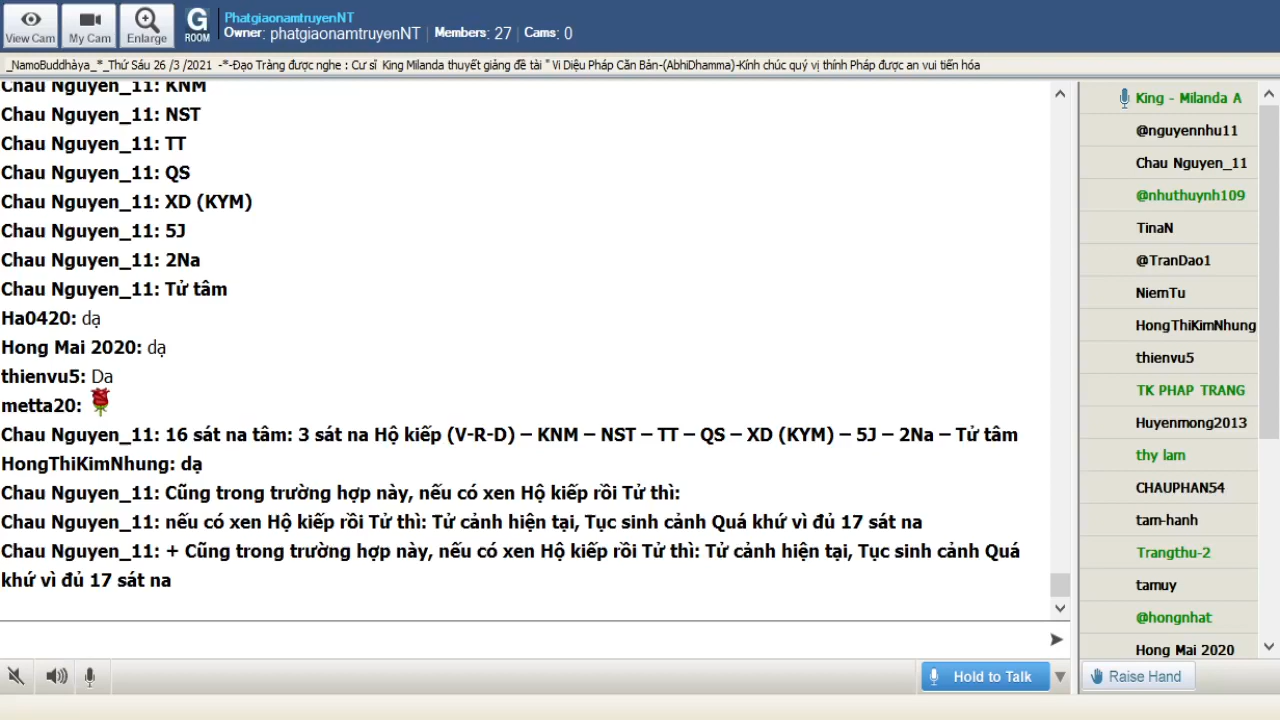 View Cam
My Cam
Enlarge
G
ROOM
PhatgiaonamtruyenNT
Owner: phatgiaonamtruyenNT | Members: 27 | Cams: 0
_NamoBuddhàya_*_Thứ Sáu 26 /3 /2021 -*-Đạo Tràng được nghe : Cư sĩ King Milanda thuyết giảng đề tài " Vi Diệu Pháp Căn Bản-(AbhiDhamma)-Kính chúc quý vị thính Pháp được an vui tiến hóa
Chau Nguyen_11: KNM
Chau Nguyen_11: NST
Chau Nguyen_11: TT
Chau Nguyen_11: QS
Chau Nguyen_11: XD (KYM)
Chau Nguyen_11: 5J
Chau Nguyen_11: 2Na
Chau Nguyen_11: Tử tâm
Ha0420: dạ
Hong Mai 2020: dạ
thienvu5: Da
metta20:
Chau Nguyen_11: 16 sát na tâm: 3 sát na Hộ kiếp (V-R-D) – KNM – NST – TT – QS – XD (KYM) – 5J – 2Na – Tử tâm
HongThiKimNhung: dạ
Chau Nguyen_11: Cũng trong trường hợp này, nếu có xen Hộ kiếp rồi Tử thì:
Chau Nguyen_11: nếu có xen Hộ kiếp rồi Tử thì: Tử cảnh hiện tại, Tục sinh cảnh Quá khứ vì đủ 17 sát na
Chau Nguyen_11: + Cũng trong trường hợp này, nếu có xen Hộ kiếp rồi Tử thì: Tử cảnh hiện tại, Tục sinh cảnh Quá
khứ vì đủ 17 sát na
King - Milanda A
@nguyennhu11
Chau Nguyen_11
@nhuthuynh109
TinaN
@TranDao1
NiemTu
HongThiKimNhung
thienvu5
TK PHAP TRANG
Huyenmong2013
thy lam
CHAUPHAN54
tam-hanh
Trangthu-2
tamuy
@hongnhat
Hong Mai 2020
Hold to Talk
Raise Hand